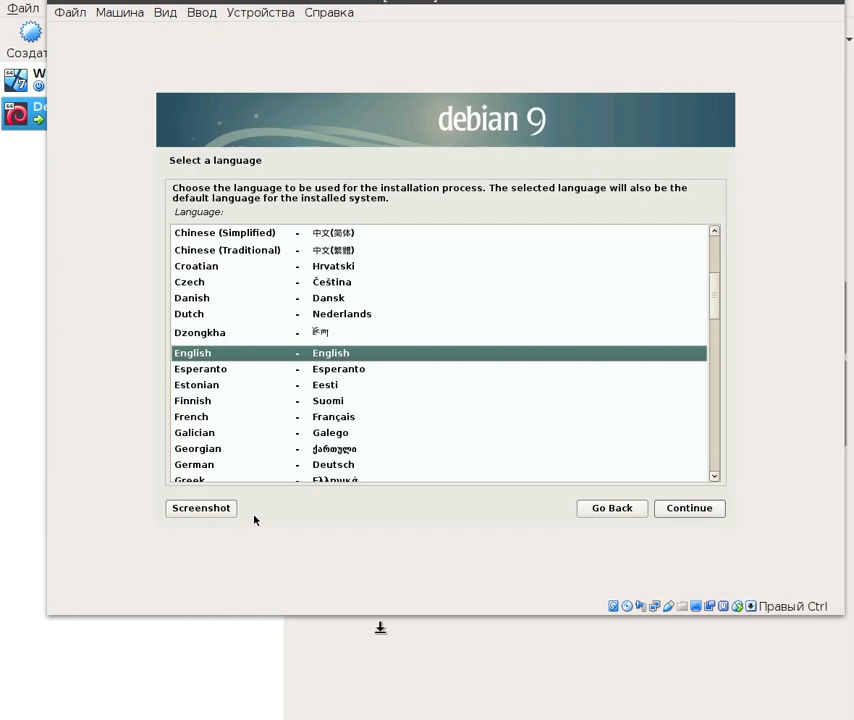 Файл
Файл Машина Вид Ввод Устройства Справка
Создат
W
De
debian 9
Select a language
Choose the language to be used for the installation process. The selected language will also be the
default language for the installed system.
Language:
Chinese (Simplified) - 中文(简体)
Chinese (Traditional) - 中文(繁體)
Croatian - Hrvatski
Czech - Čeština
Danish - Dansk
Dutch - Nederlands
Dzongkha - རྫོང་ཁ
English - English
Esperanto - Esperanto
Estonian - Eesti
Finnish - Suomi
French - Français
Galician - Galego
Georgian - ქართული
German - Deutsch
Greek - Ελληνικά
Screenshot Go Back Continue
Правый Ctrl